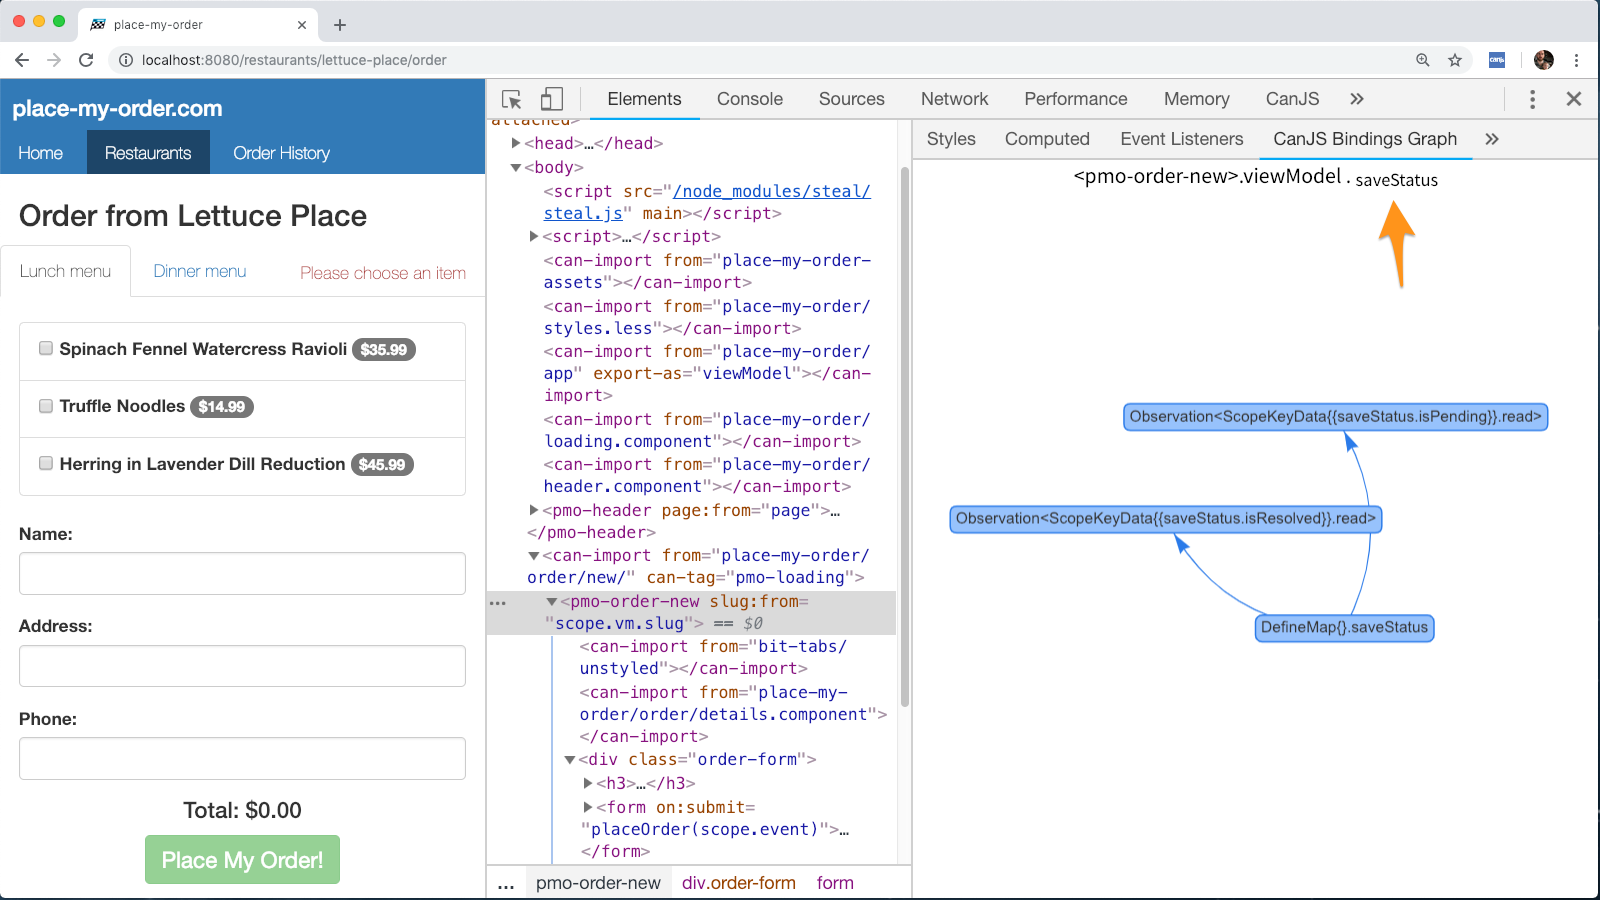 place-my-order
localhost:8080/restaurants/lettuce-place/order
canjs
place-my-order.com
Home Restaurants Order History
Order from Lettuce Place
Lunch menu Dinner menu Please choose an item
Spinach Fennel Watercress Ravioli $35.99
Truffle Noodles $14.99
Herring in Lavender Dill Reduction $45.99
Name:
Address:
Phone:
Total: $0.00
Place My Order!
Elements Console Sources Network Performance Memory CanJS »
attached>
<head>…</head>
<body>
<script src="/node_modules/steal/
steal.js" main></script>
<script>…</script>
<can-import from="place-my-order-
assets"></can-import>
<can-import from="place-my-order/
styles.less"></can-import>
<can-import from="place-my-order/
app" export-as="viewModel"></can-
import>
<can-import from="place-my-order/
loading.component"></can-import>
<can-import from="place-my-order/
header.component"></can-import>
<pmo-header page:from="page">…
</pmo-header>
<can-import from="place-my-order/
order/new/" can-tag="pmo-loading">
… <pmo-order-new slug:from=
"scope.vm.slug"> == $0
<can-import from="bit-tabs/
unstyled"></can-import>
<can-import from="place-my-
order/order/details.component">
</can-import>
<div class="order-form">
<h3>…</h3>
<form on:submit=
"placeOrder(scope.event)">…
</form>
… pmo-order-new div.order-form form
Styles Computed Event Listeners CanJS Bindings Graph »
<pmo-order-new>.viewModel . saveStatus
Observation<ScopeKeyData{{saveStatus.isPending}}.read>
Observation<ScopeKeyData{{saveStatus.isResolved}}.read>
DefineMap{}.saveStatus